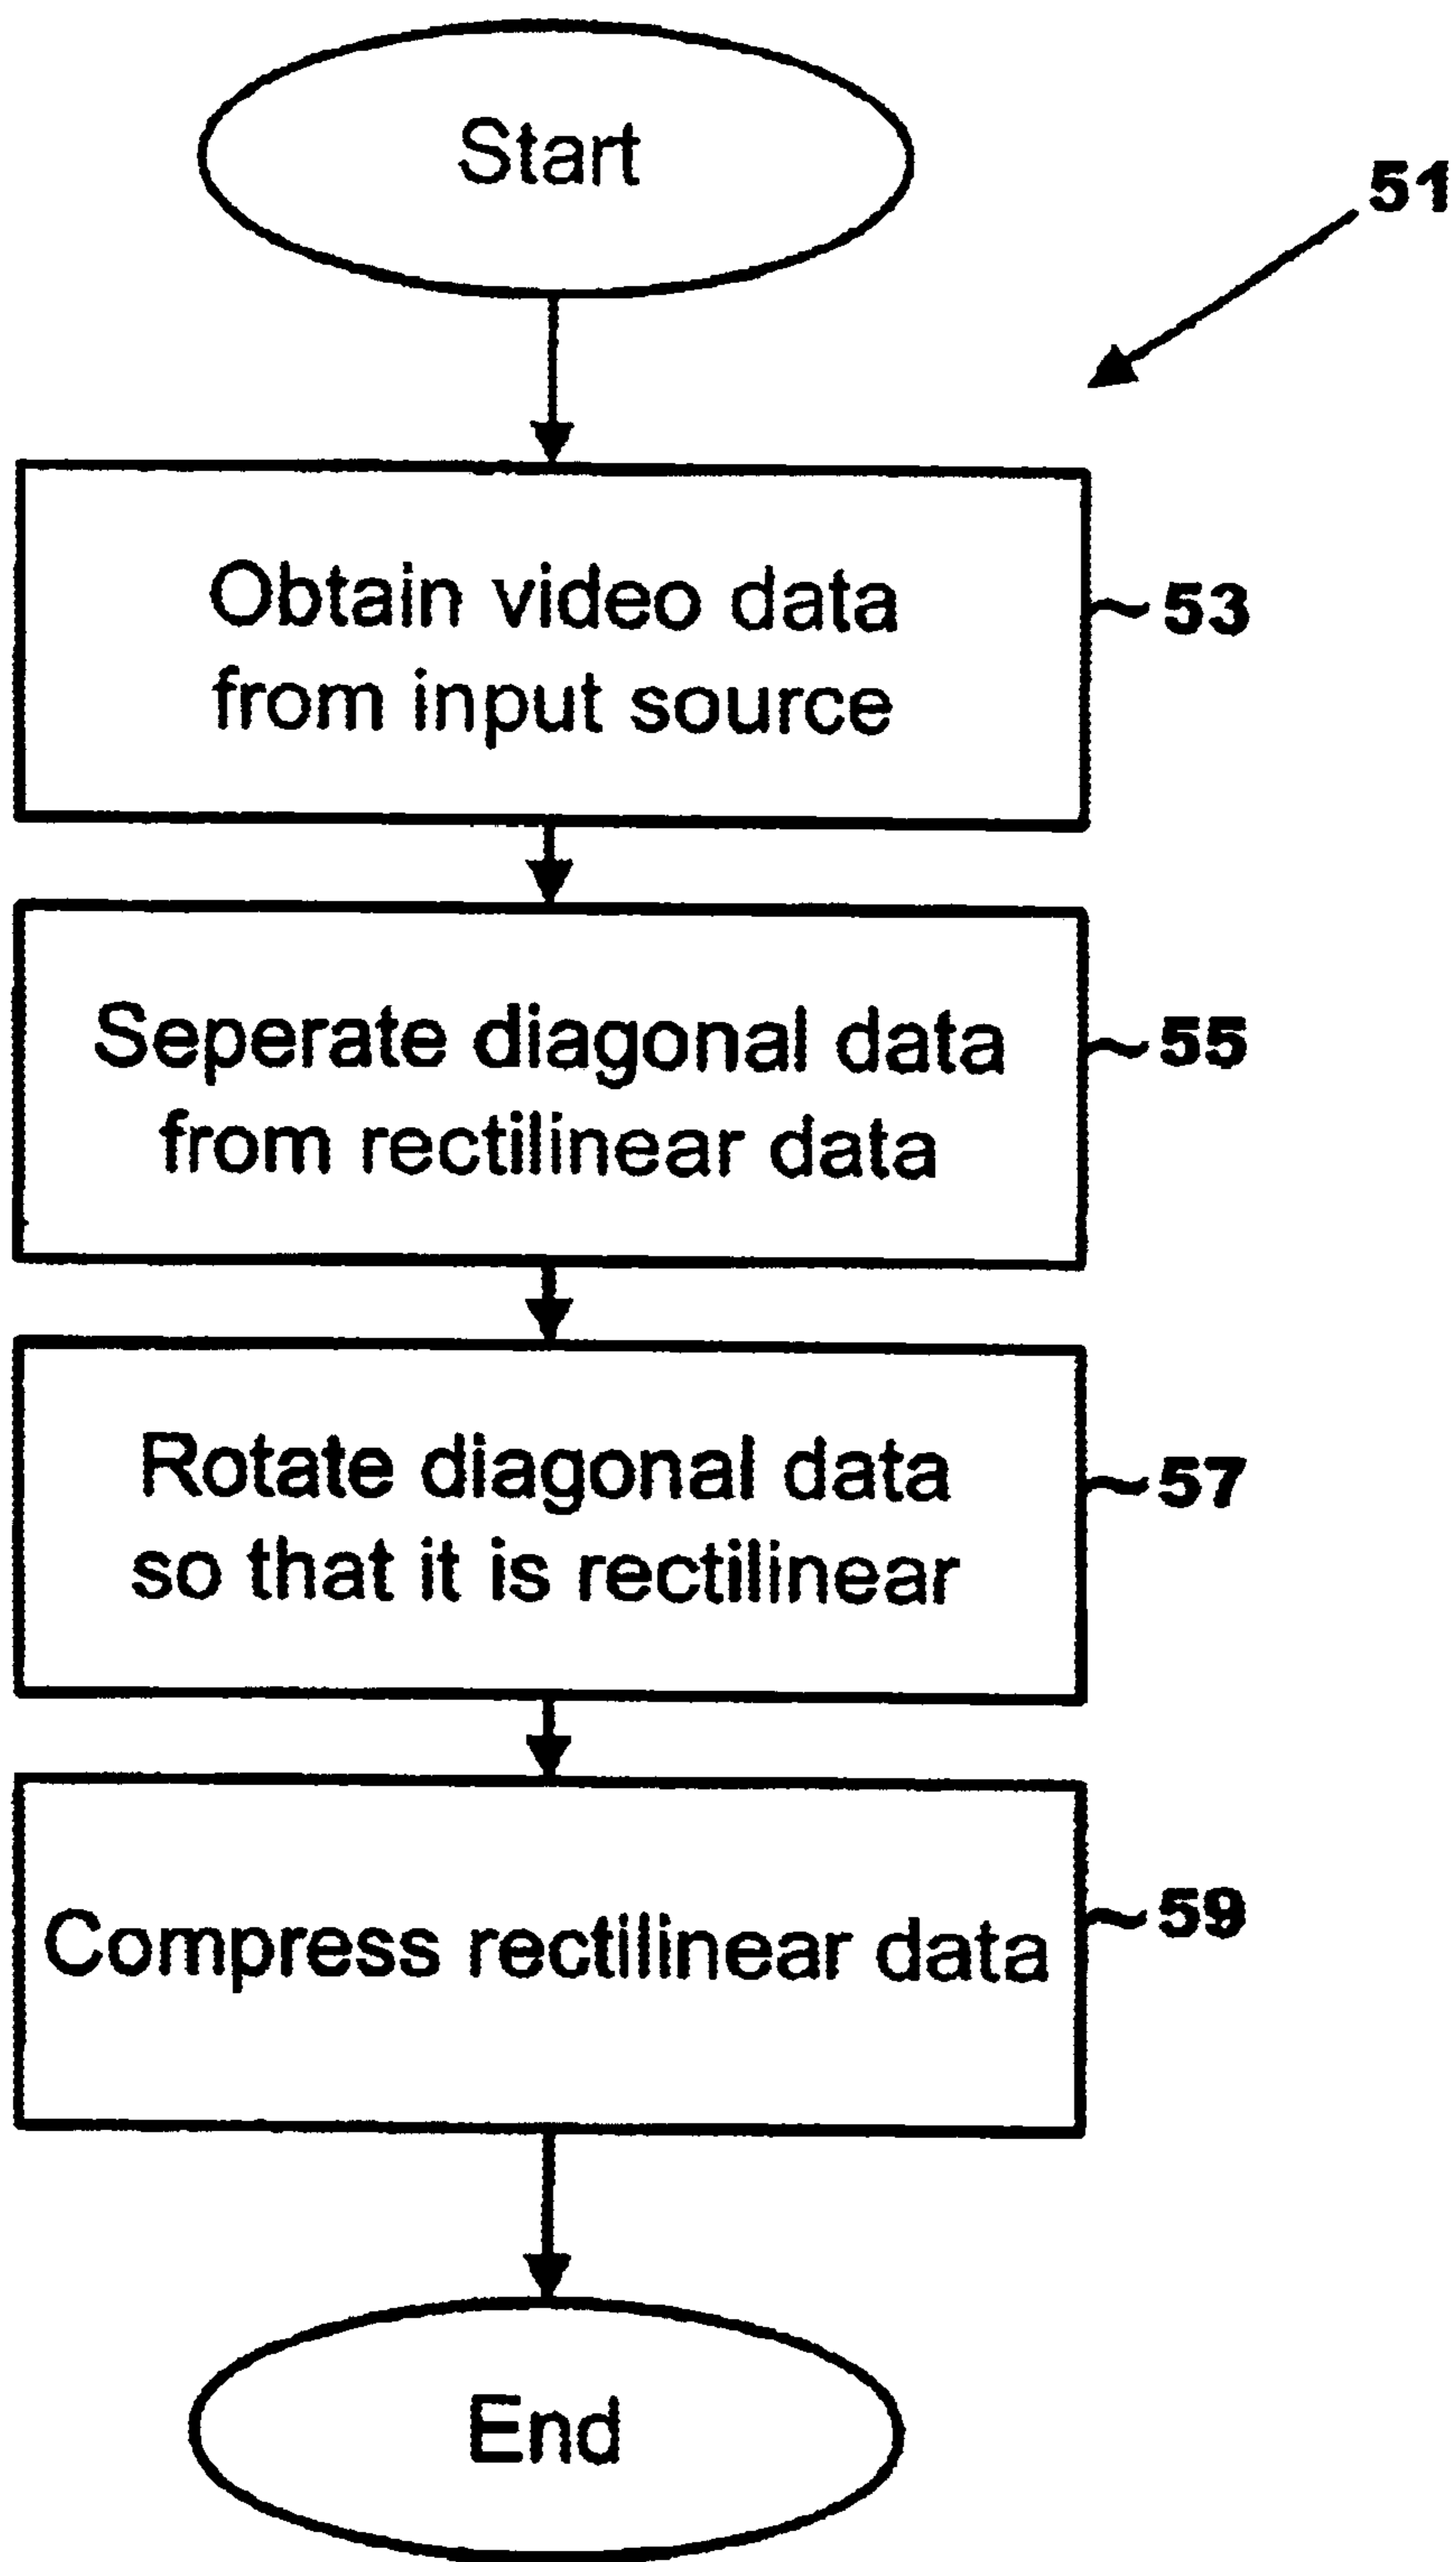 Start
51
Obtain video data
from input source
53
Seperate diagonal data
from rectilinear data
55
Rotate diagonal data
so that it is rectilinear
57
Compress rectilinear data
59
End